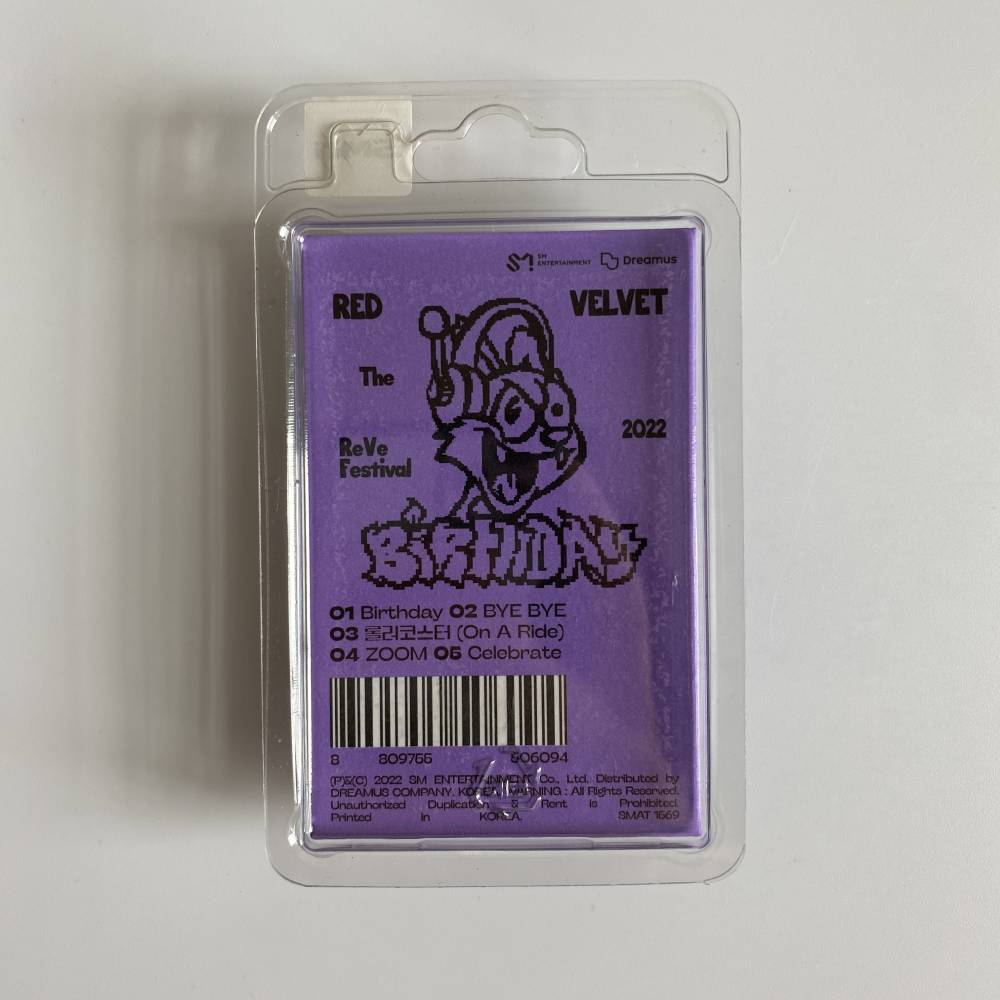 SM ENTERTAINMENT Dreamus
RED VELVET
The
2022
ReVe
Festival
BiRTHDAY
01 Birthday 02 BYE BYE
03 롤러코스터 (On A Ride)
04 ZOOM 05 Celebrate
8 809755 506094
(P)&(C) 2022 SM ENTERTAINMENT Co., Ltd. Distributed by
DREAMUS COMPANY. KOREA. WARNING : All Rights Reserved.
Unauthorized Duplication & Rent Is Prohibited.
Printed In KOREA. SMAT 1569